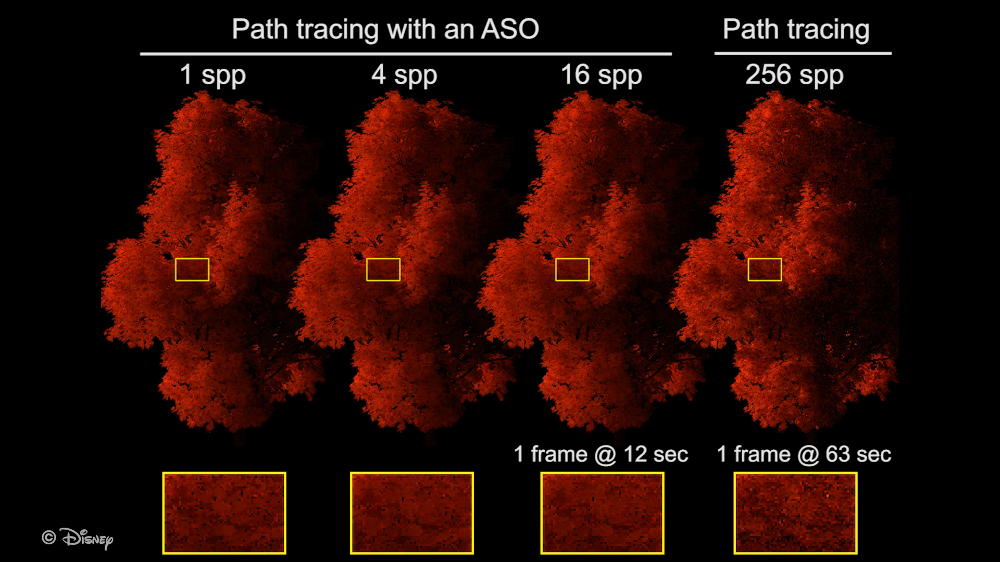 Path tracing with an ASO
Path tracing
1 spp
4 spp
16 spp
256 spp
1 frame @ 12 sec
1 frame @ 63 sec
© Disney